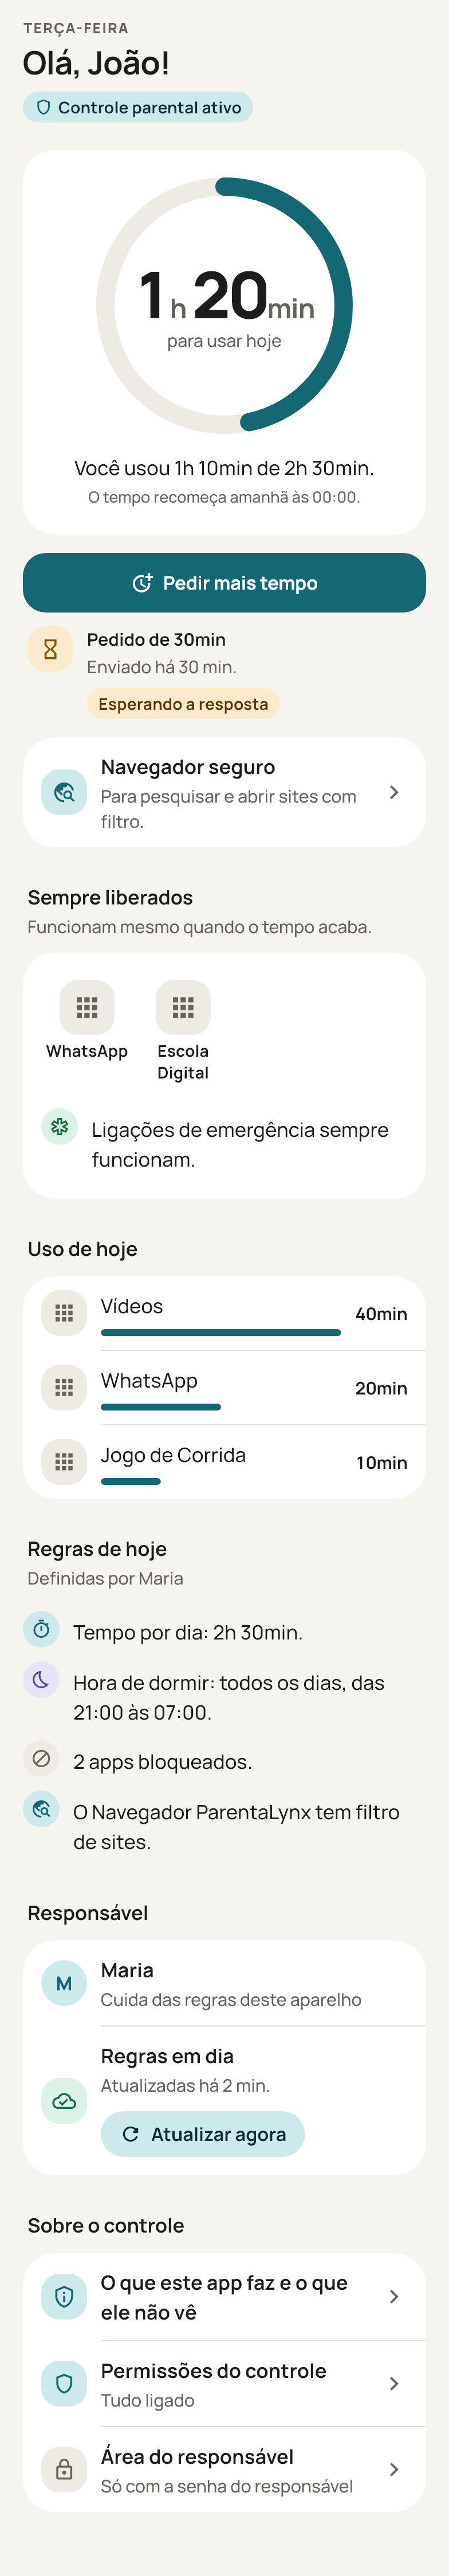 TERÇA-FEIRA
Olá, João!
Controle parental ativo
1 h 20min
para usar hoje
Você usou 1h 10min de 2h 30min.
O tempo recomeça amanhã às 00:00.
Pedir mais tempo
Pedido de 30min
Enviado há 30 min.
Esperando a resposta
Navegador seguro
Para pesquisar e abrir sites com
filtro.
Sempre liberados
Funcionam mesmo quando o tempo acaba.
WhatsApp
Escola
Digital
Ligações de emergência sempre
funcionam.
Uso de hoje
Vídeos
40min
WhatsApp
20min
Jogo de Corrida
10min
Regras de hoje
Definidas por Maria
Tempo por dia: 2h 30min.
Hora de dormir: todos os dias, das
21:00 às 07:00.
2 apps bloqueados.
O Navegador ParentaLynx tem filtro
de sites.
Responsável
M
Maria
Cuida das regras deste aparelho
Regras em dia
Atualizadas há 2 min.
Atualizar agora
Sobre o controle
O que este app faz e o que
ele não vê
Permissões do controle
Tudo ligado
Área do responsável
Só com a senha do responsável